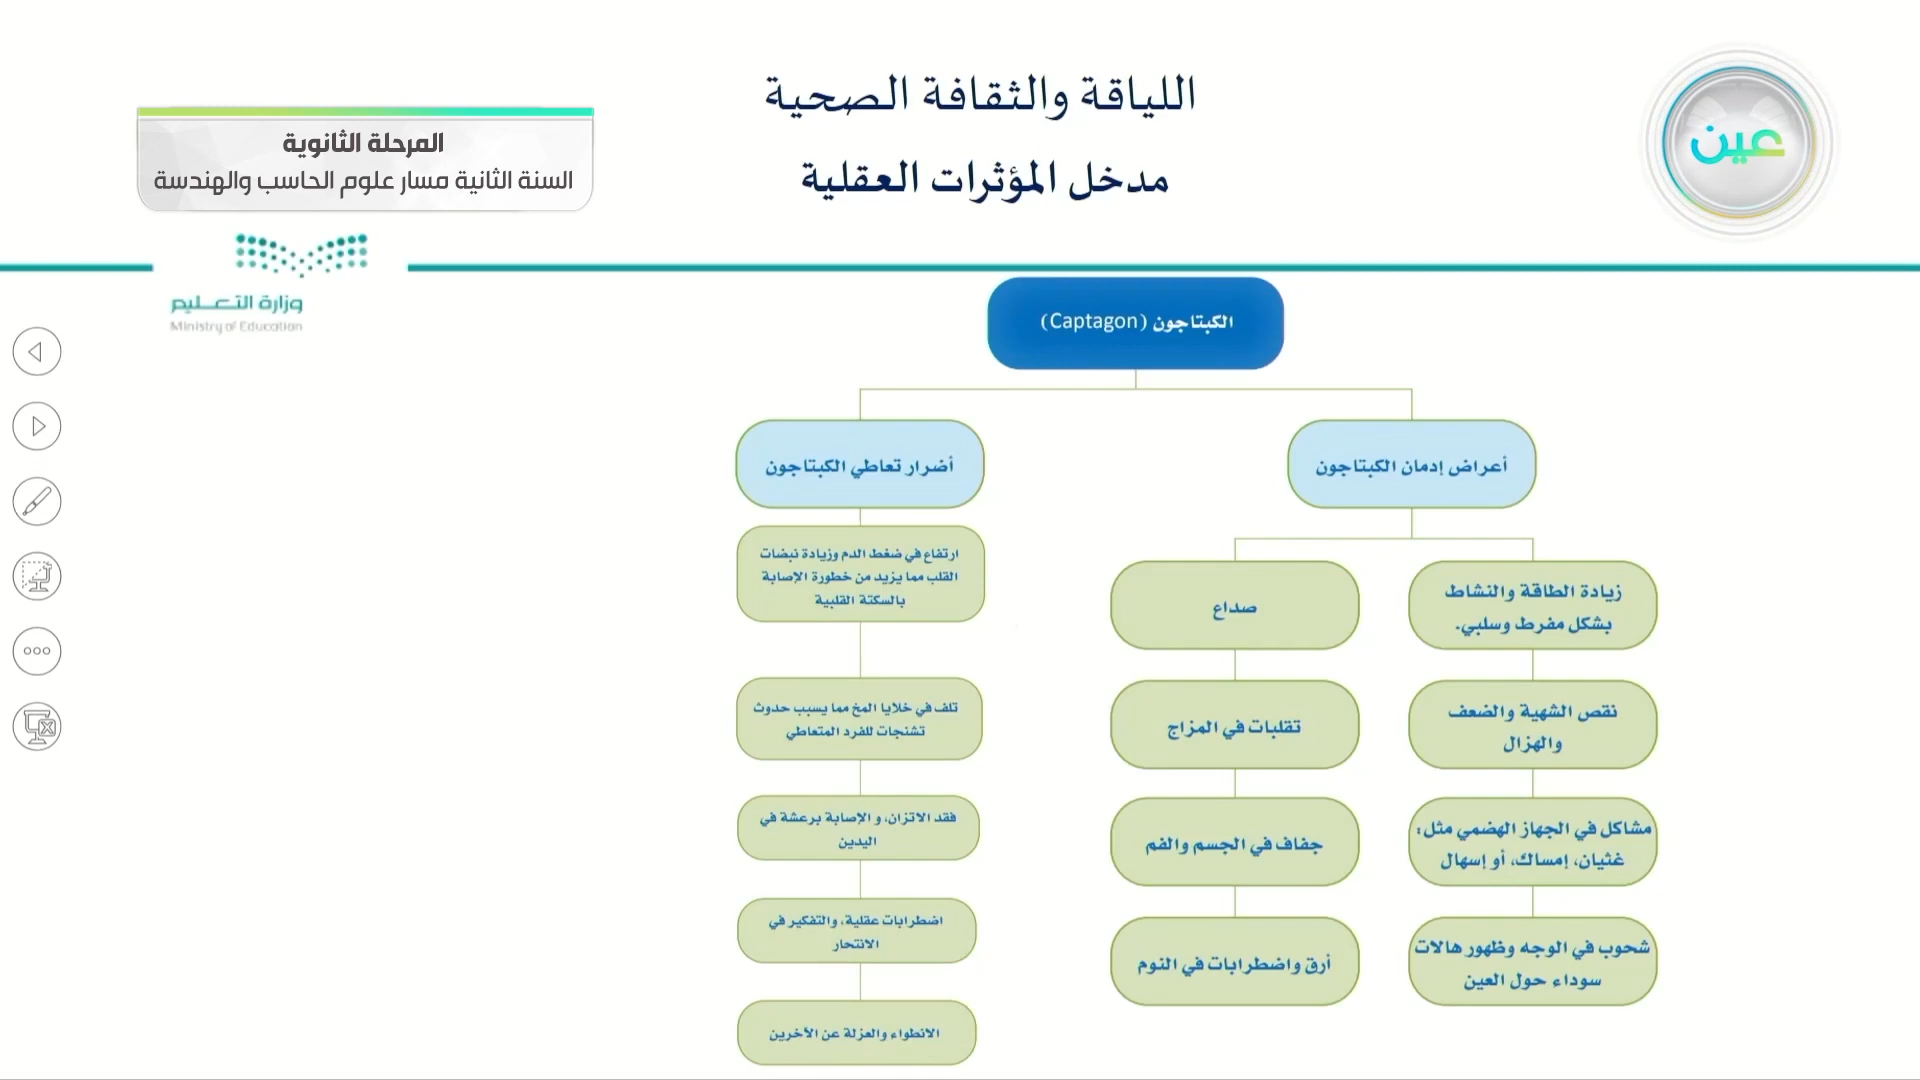 اللياقة والثقافة الصحية
مدخل المؤثرات العقلية
عين
المرحلة الثانوية
السنة الثانية مسار علوم الحاسب والهندسة
وزارة التعليم
Ministry of Education
الكبتاجون (Captagon)
أعراض إدمان الكبتاجون
زيادة الطاقة والنشاط
بشكل مفرط وسلبي.
نقص الشهية والضعف
والهزال
مشاكل في الجهاز الهضمي مثل:
غثيان، إمساك، أو إسهال
شحوب في الوجه وظهور هالات
سوداء حول العين
صداع
تقلبات في المزاج
جفاف في الجسم والفم
أرق واضطرابات في النوم
أضرار تعاطي الكبتاجون
ارتفاع في ضغط الدم وزيادة نبضات
القلب مما يزيد من خطورة الإصابة
بالسكتة القلبية
تلف في خلايا المخ مما يسبب حدوث
تشنجات للفرد المتعاطي
فقد الاتزان، و الإصابة برعشة في
اليدين
اضطرابات عقلية، والتفكير في
الانتحار
الانطواء والعزلة عن الآخرين